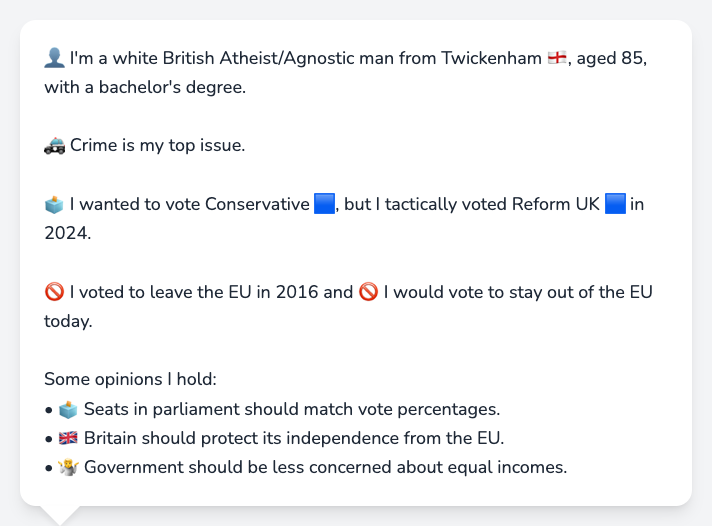 👤 I'm a white British Atheist/Agnostic man from Twickenham 🏴󠁧󠁢󠁥󠁮󠁧󠁿, aged 85,
with a bachelor's degree.
🚓 Crime is my top issue.
🗳️ I wanted to vote Conservative 🟦, but I tactically voted Reform UK 🟦 in
2024.
🚫 I voted to leave the EU in 2016 and 🚫 I would vote to stay out of the EU
today.
Some opinions I hold:
• 🗳️ Seats in parliament should match vote percentages.
• 🇬🇧 Britain should protect its independence from the EU.
• 🤷 Government should be less concerned about equal incomes.